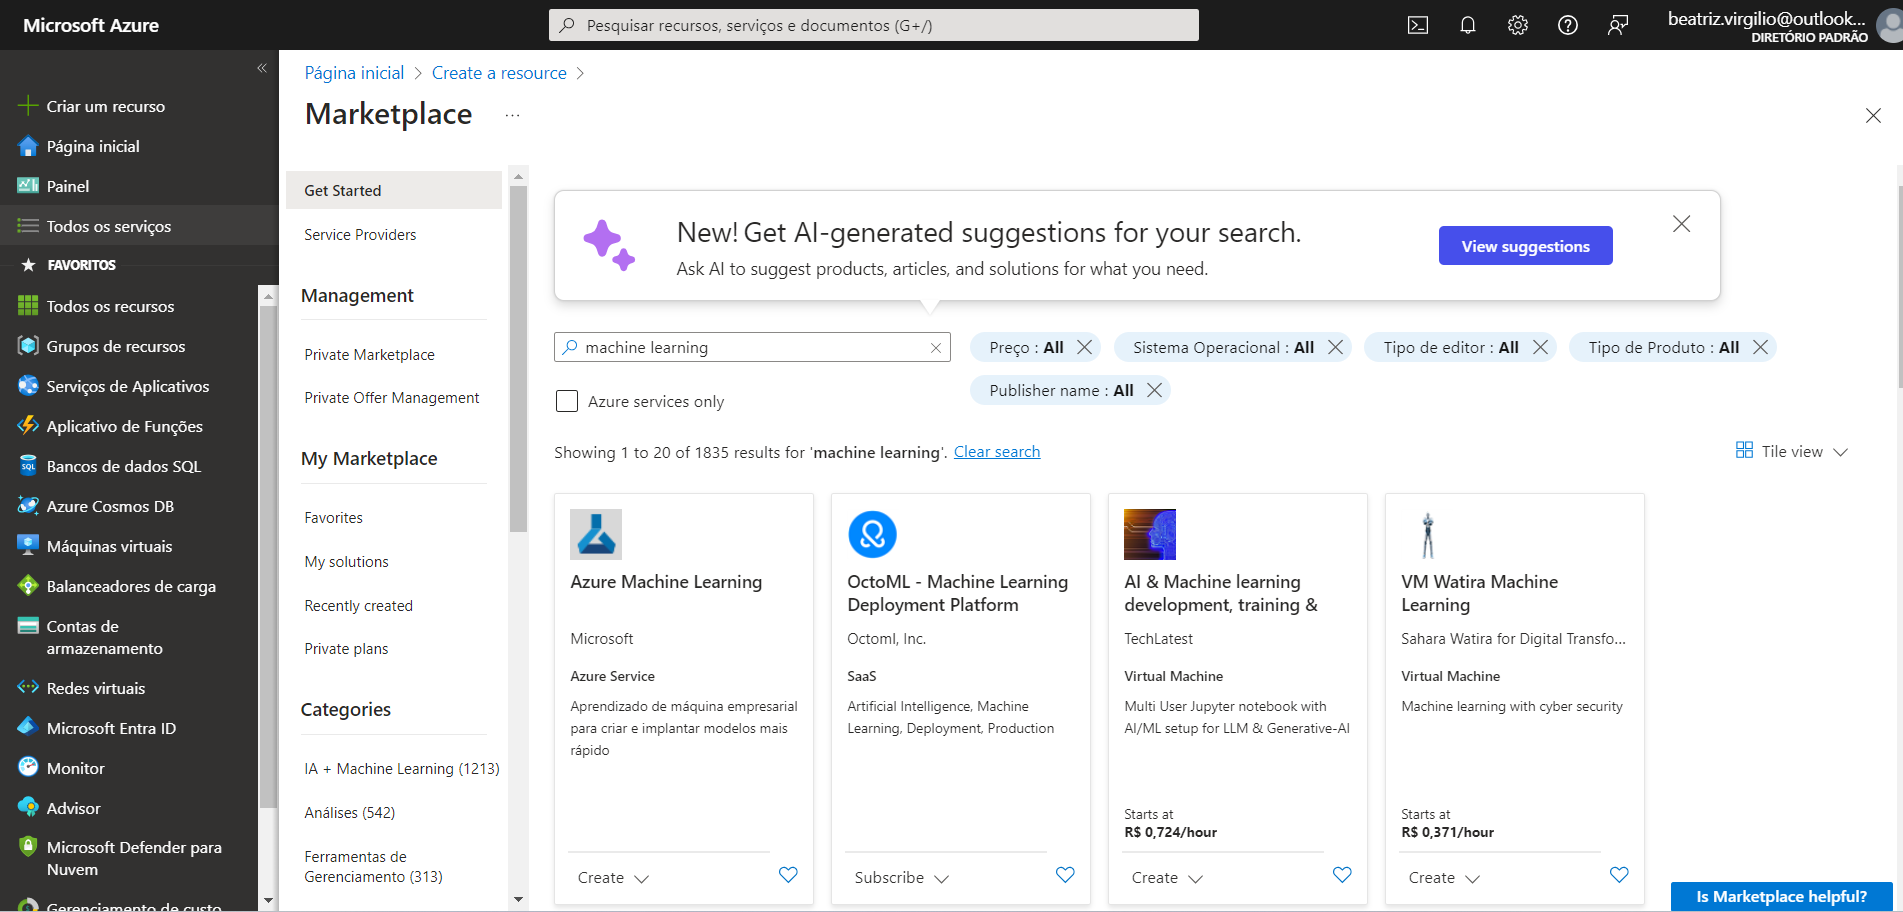 Microsoft Azure
Pesquisar recursos, serviços e documentos (G+/)
beatriz.virgilio@outlook...
DIRETÓRIO PADRÃO
Criar um recurso
Página inicial
Painel
Todos os serviços
FAVORITOS
Todos os recursos
Grupos de recursos
Serviços de Aplicativos
Aplicativo de Funções
SQL
Bancos de dados SQL
Azure Cosmos DB
Máquinas virtuais
Balanceadores de carga
Contas de
armazenamento
Redes virtuais
Microsoft Entra ID
Monitor
Advisor
Microsoft Defender para
Nuvem
Gerenciamento de custo
Página inicial > Create a resource >
Marketplace ...
Get Started
Service Providers
Management
Private Marketplace
Private Offer Management
My Marketplace
Favorites
My solutions
Recently created
Private plans
Categories
IA + Machine Learning (1213)
Análises (542)
Ferramentas de
Gerenciamento (313)
New! Get AI-generated suggestions for your search.
Ask AI to suggest products, articles, and solutions for what you need.
View suggestions
machine learning
Preço : All
Sistema Operacional : All
Tipo de editor : All
Tipo de Produto : All
Publisher name : All
Azure services only
Showing 1 to 20 of 1835 results for 'machine learning'. Clear search
Tile view
Azure Machine Learning
Microsoft
Azure Service
Aprendizado de máquina empresarial
para criar e implantar modelos mais
rápido
Create
OctoML - Machine Learning
Deployment Platform
Octoml, Inc.
SaaS
Artificial Intelligence, Machine
Learning, Deployment, Production
Subscribe
AI & Machine learning
development, training &
TechLatest
Virtual Machine
Multi User Jupyter notebook with
AI/ML setup for LLM & Generative-AI
Starts at
R$ 0,724/hour
Create
VM Watira Machine
Learning
Sahara Watira for Digital Transfo...
Virtual Machine
Machine learning with cyber security
Starts at
R$ 0,371/hour
Create
Is Marketplace helpful?